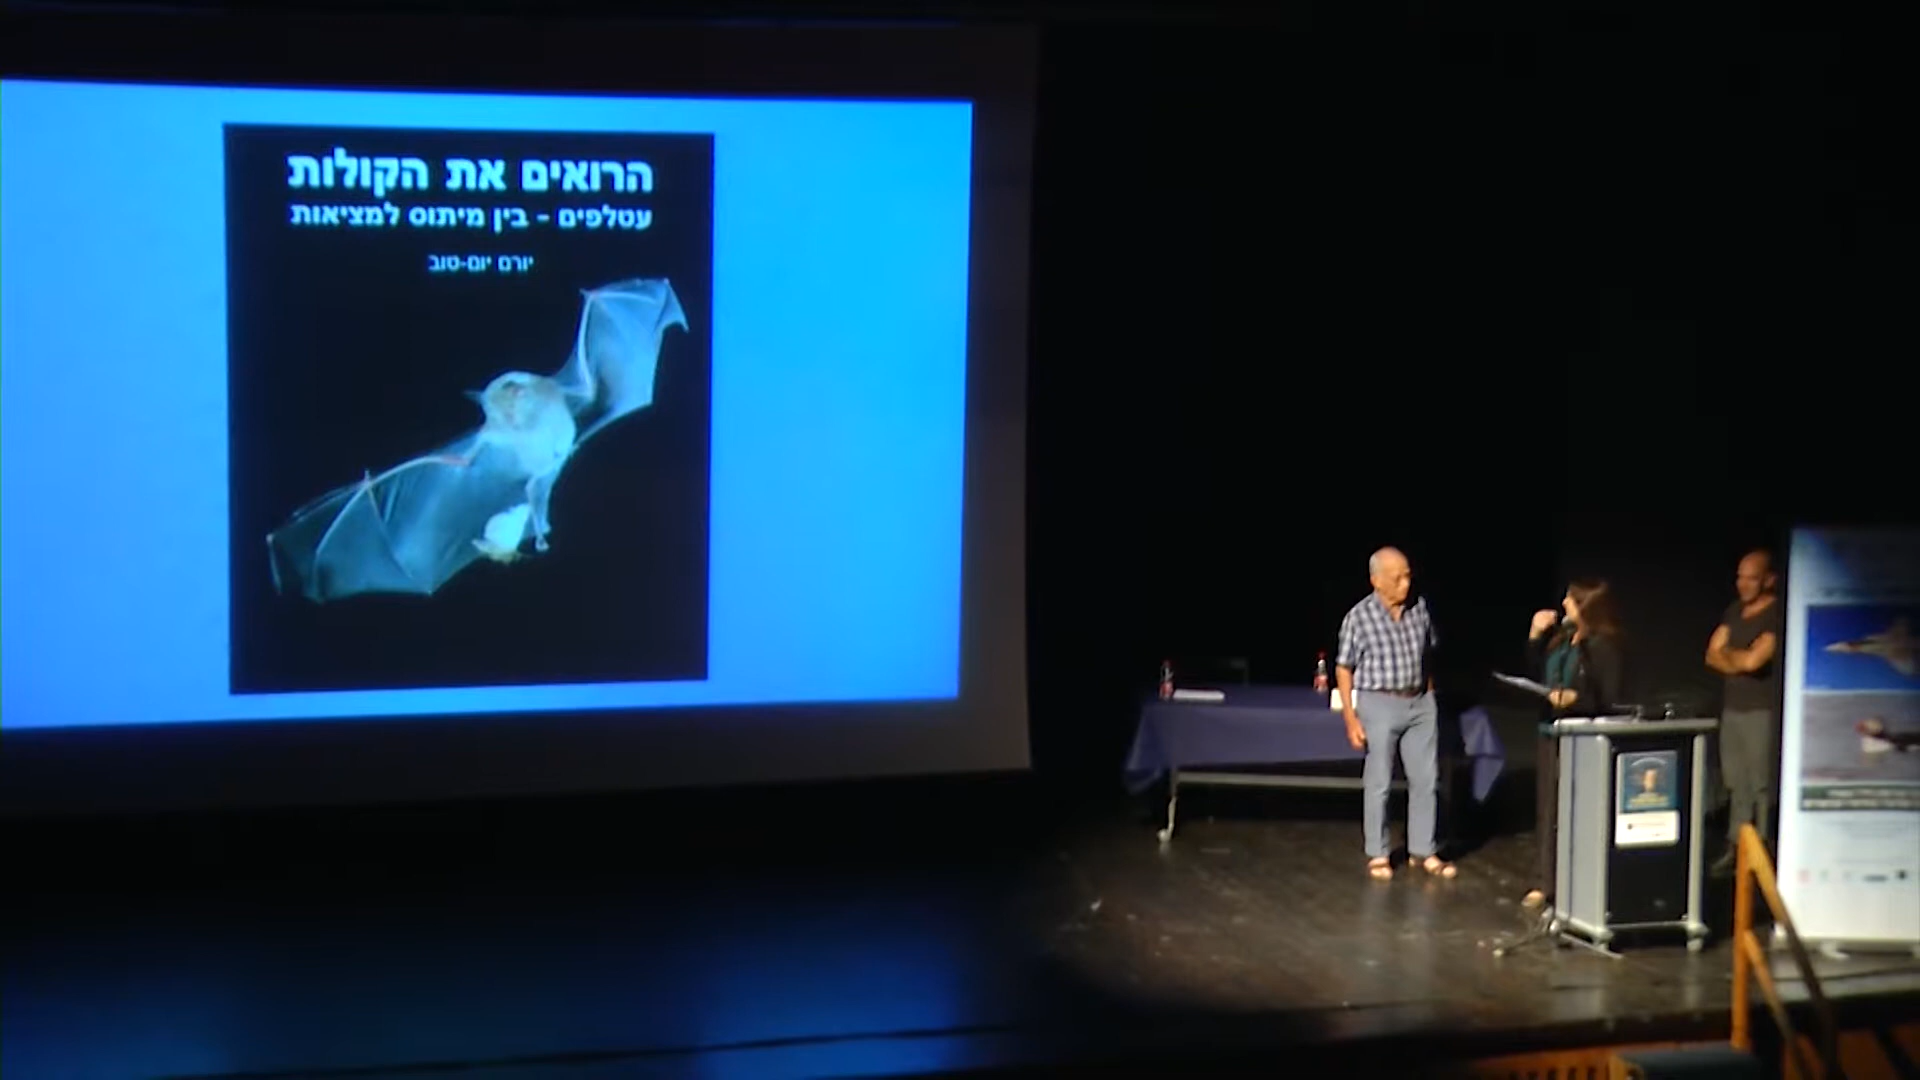 הרואים את הקולות
עטלפים - בין מיתוס למציאות
יורם יום-טוב